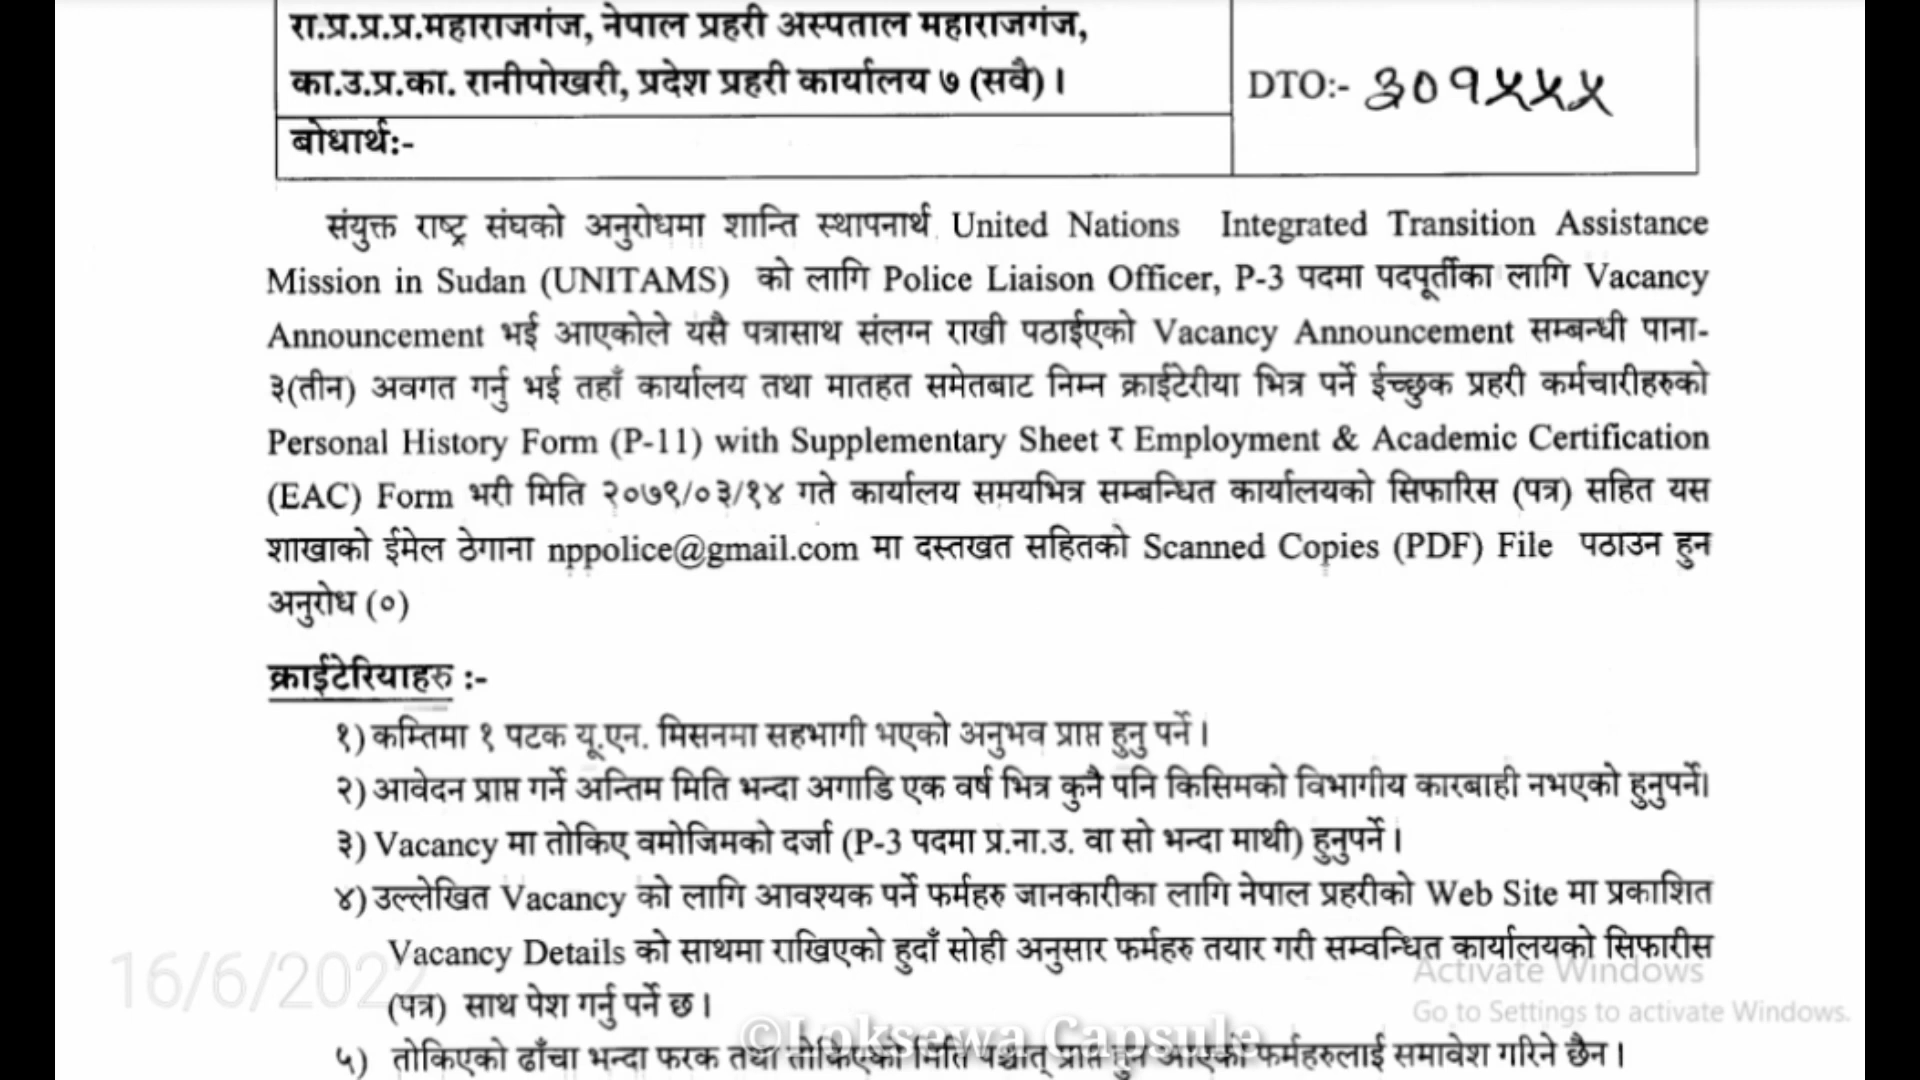 रा.प्र.प्र.प्र.महाराजगंज, नेपाल प्रहरी अस्पताल महाराजगंज,
का.उ.प्र.का. रानीपोखरी, प्रदेश प्रहरी कार्यालय ७ (सवै) ।
DTO:- ३०१५५५
बोधार्थ:-
संयुक्त राष्ट्र संघको अनुरोधमा शान्ति स्थापनार्थ United Nations Integrated Transition Assistance
Mission in Sudan (UNITAMS) को लागि Police Liaison Officer, P-3 पदमा पदपूर्तीका लागि Vacancy
Announcement भई आएकोले यसै पत्रासाथ संलग्न राखी पठाईएको Vacancy Announcement सम्बन्धी पाना-
३(तीन) अवगत गर्नु भई तहाँ कार्यालय तथा मातहत समेतबाट निम्न क्राईटेरीया भित्र पर्ने ईच्छुक प्रहरी कर्मचारीहरुको
Personal History Form (P-11) with Supplementary Sheet र Employment & Academic Certification
(EAC) Form भरी मिति २०७९/०३/१४ गते कार्यालय समयभित्र सम्बन्धित कार्यालयको सिफारिस (पत्र) सहित यस
शाखाको ईमेल ठेगाना nppolice@gmail.com मा दस्तखत सहितको Scanned Copies (PDF) File पठाउन हुन
अनुरोध (०)
क्राईटेरियाहरु :-
१) कम्तिमा १ पटक यू.एन. मिसनमा सहभागी भएको अनुभव प्राप्त हुनु पर्ने ।
२) आवेदन प्राप्त गर्ने अन्तिम मिति भन्दा अगाडि एक वर्ष भित्र कुनै पनि किसिमको विभागीय कारबाही नभएको हुनुपर्ने।
३) Vacancy मा तोकिए वमोजिमको दर्जा (P-3 पदमा प्र.ना.उ. वा सो भन्दा माथी) हुनुपर्ने ।
४) उल्लेखित Vacancy को लागि आवश्यक पर्ने फर्महरु जानकारीका लागि नेपाल प्रहरीको Web Site मा प्रकाशित
Vacancy Details को साथमा राखिएको हुदाँ सोही अनुसार फर्महरु तयार गरी सम्वन्धित कार्यालयको सिफारीस
(पत्र) साथ पेश गर्नु पर्ने छ ।
५) तोकिएको ढाँचा भन्दा फरक तथा तोकिएको मिति पश्चात् प्राप्त हुन आएको फर्महरुलाई समावेश गरिने छैन ।
16/6/2022
Activate Windows
Go to Settings to activate Windows.
©Loksewa Capsule